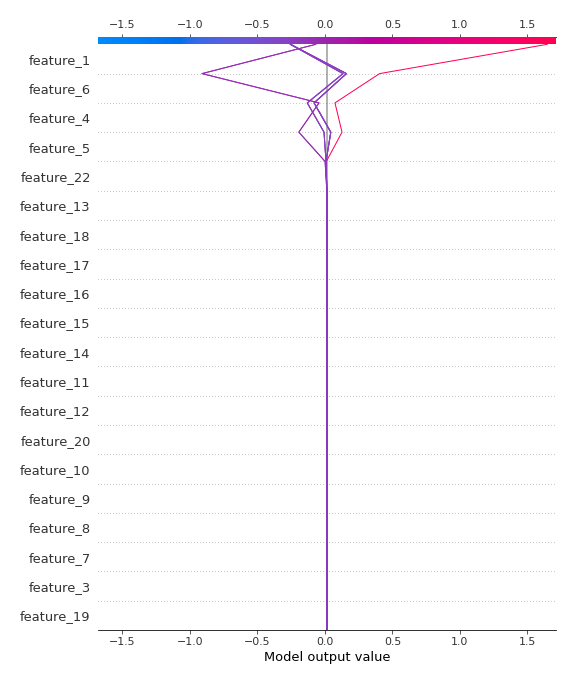 −1.5 −1.0 −0.5 0.0 0.5 1.0 1.5
feature_1
feature_6
feature_4
feature_5
feature_22
feature_13
feature_18
feature_17
feature_16
feature_15
feature_14
feature_11
feature_12
feature_20
feature_10
feature_9
feature_8
feature_7
feature_3
feature_19
−1.5 −1.0 −0.5 0.0 0.5 1.0 1.5
Model output value